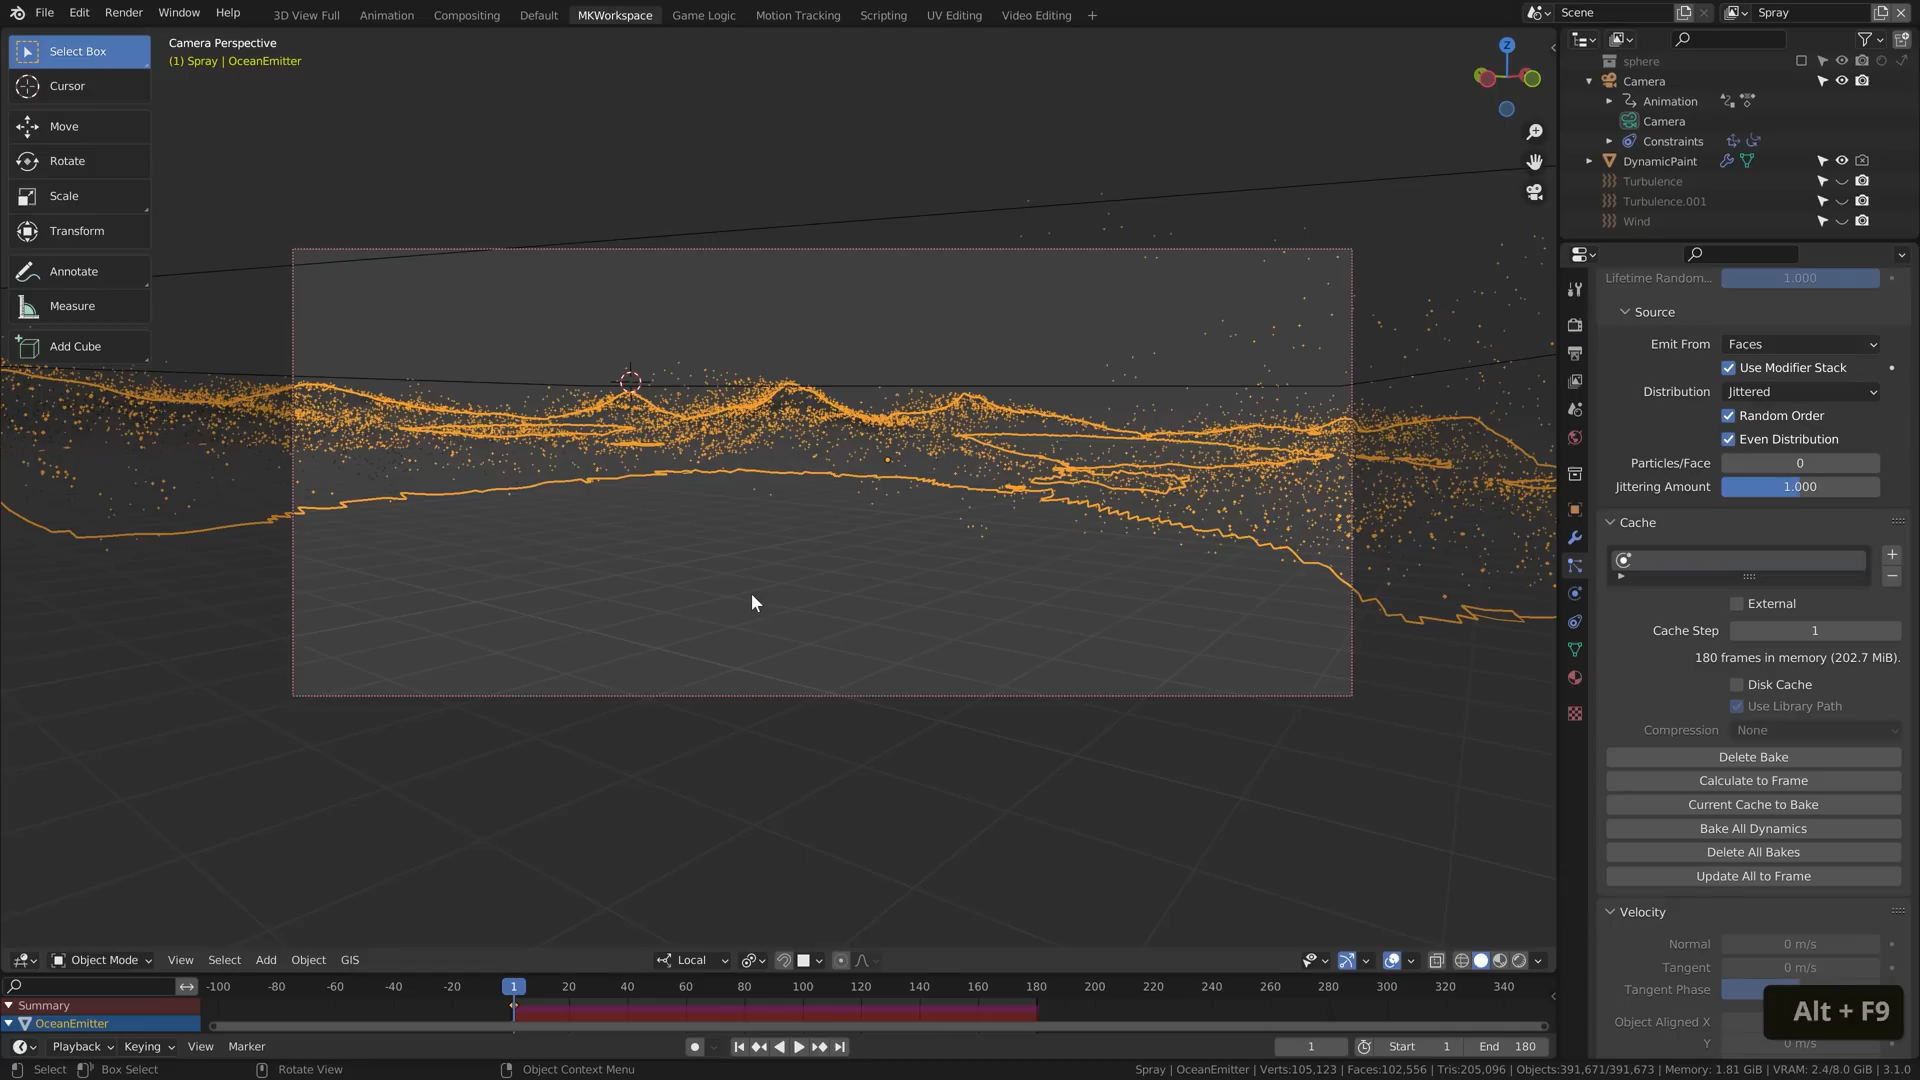 File Edit Render Window Help 3D View Full Animation Compositing Default MKWorkspace Game Logic Motion Tracking Scripting UV Editing Video Editing + Scene Spray
Select Box
Cursor
Move
Rotate
Scale
Transform
Annotate
Measure
Add Cube
Camera Perspective
(1) Spray | OceanEmitter
Z
sphere
Camera
Animation
Camera
Constraints
DynamicPaint
Turbulence
Turbulence.001
Wind
Lifetime Random... 1.000
Source
Emit From Faces
Use Modifier Stack
Distribution Jittered
Random Order
Even Distribution
Particles/Face 0
Jittering Amount 1.000
Cache
External
Cache Step 1
180 frames in memory (202.7 MiB).
Disk Cache
Use Library Path
Compression None
Delete Bake
Calculate to Frame
Current Cache to Bake
Bake All Dynamics
Delete All Bakes
Update All to Frame
Velocity
Normal 0 m/s
Tangent 0 m/s
Tangent Phase
Object Aligned X
Y 0 m/s
Alt + F9
Object Mode View Select Add Object GIS Local
-100 -80 -60 -40 -20 1 20 40 60 80 100 120 140 160 180 200 220 240 260 280 300 320 340
Summary
OceanEmitter
Playback Keying View Marker 1 Start 1 End 180
Select Box Select Rotate View Object Context Menu Spray | OceanEmitter | Verts:105,123 | Faces:102,556 | Tris:205,096 | Objects:391,671/391,673 | Memory: 1.81 GiB | VRAM: 2.4/8.0 GiB | 3.1.0